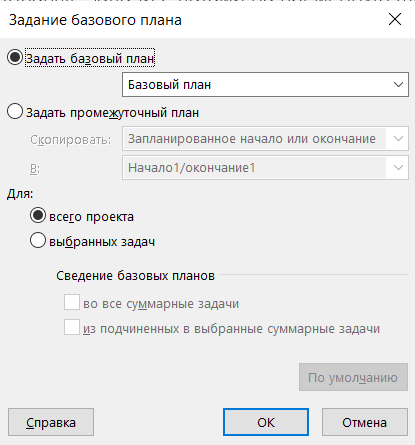 Задание базового плана
Задать базовый план
Базовый план
Задать промежуточный план
Скопировать: Запланированное начало или окончание
В: Начало1/окончание1
Для:
всего проекта
выбранных задач
Сведение базовых планов
во все суммарные задачи
из подчиненных в выбранные суммарные задачи
По умолчанию
Справка ОК Отмена